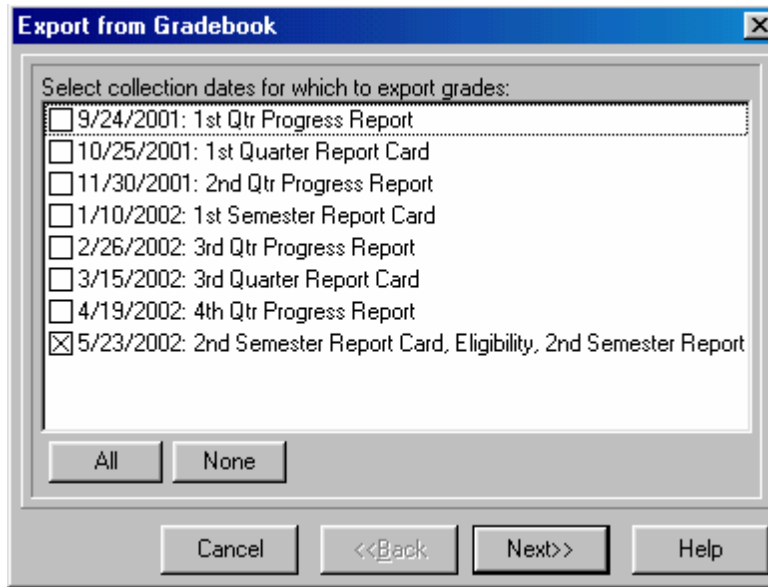 Export from Gradebook
Select collection dates for which to export grades:
9/24/2001: 1st Qtr Progress Report
10/25/2001: 1st Quarter Report Card
11/30/2001: 2nd Qtr Progress Report
1/10/2002: 1st Semester Report Card
2/26/2002: 3rd Qtr Progress Report
3/15/2002: 3rd Quarter Report Card
4/19/2002: 4th Qtr Progress Report
5/23/2002: 2nd Semester Report Card, Eligibility, 2nd Semester Report
All None
Cancel <<Back Next>> Help